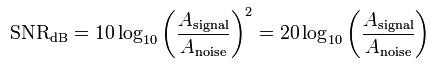 SNR_dB = 10 log_10 (A_signal / A_noise)^2 = 20 log_10 (A_signal / A_noise)